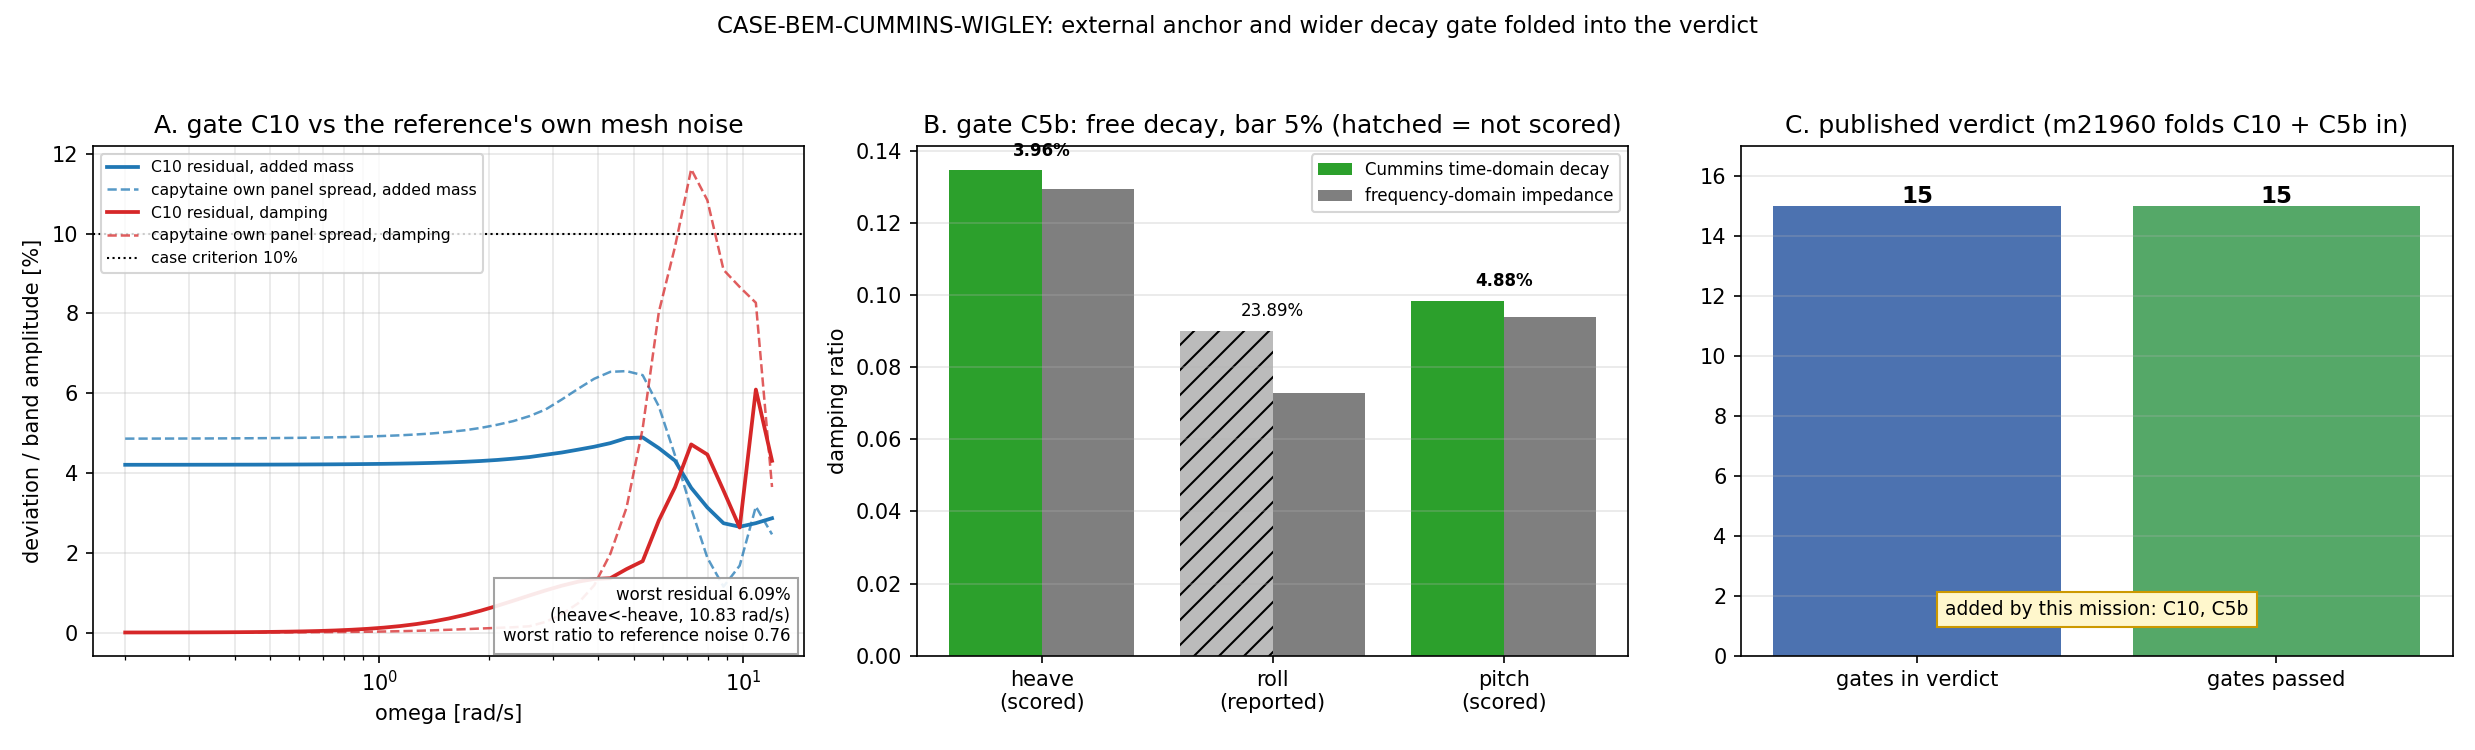 CASE-BEM-CUMMINS-WIGLEY: external anchor and wider decay gate folded into the verdict
A. gate C10 vs the reference's own mesh noise
deviation / band amplitude [%]
12
10
8
6
4
2
0
C10 residual, added mass
capytaine own panel spread, added mass
C10 residual, damping
capytaine own panel spread, damping
case criterion 10%
worst residual 6.09%
(heave<-heave, 10.83 rad/s)
worst ratio to reference noise 0.76
10⁰
10¹
omega [rad/s]
B. gate C5b: free decay, bar 5% (hatched = not scored)
damping ratio
0.14
0.12
0.10
0.08
0.06
0.04
0.02
0.00
Cummins time-domain decay
frequency-domain impedance
3.96%
23.89%
4.88%
heave
(scored)
roll
(reported)
pitch
(scored)
C. published verdict (m21960 folds C10 + C5b in)
16
14
12
10
8
6
4
2
0
15
15
added by this mission: C10, C5b
gates in verdict
gates passed